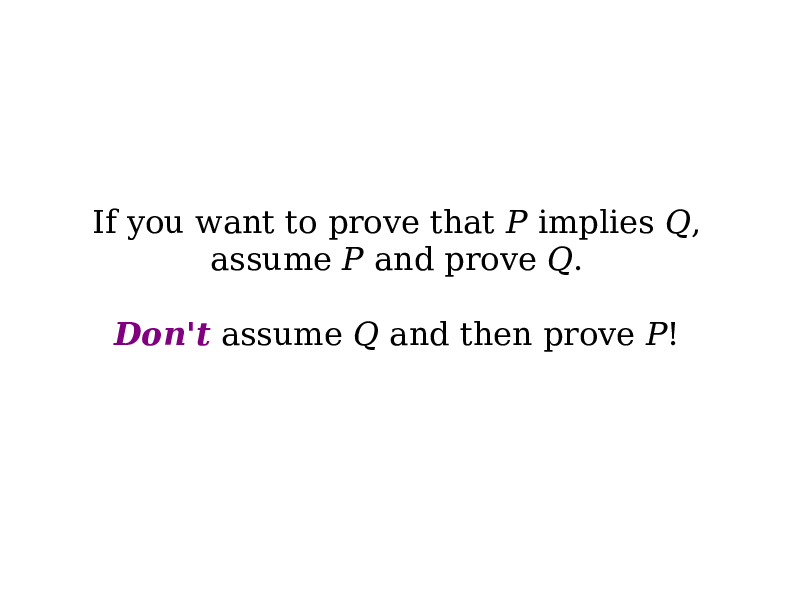 If you want to prove that P implies Q,
assume P and prove Q.
Don't assume Q and then prove P!